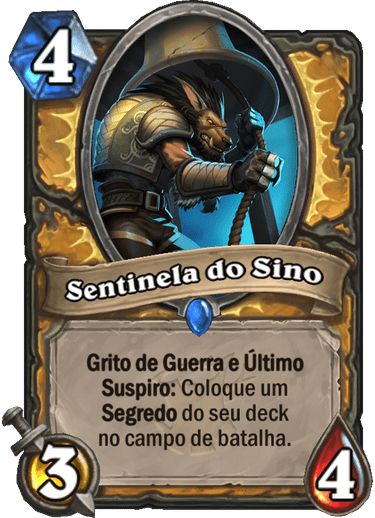 4
Sentinela do Sino
Grito de Guerra e Último
Suspiro: Coloque um
Segredo do seu deck
no campo de batalha.
3
4